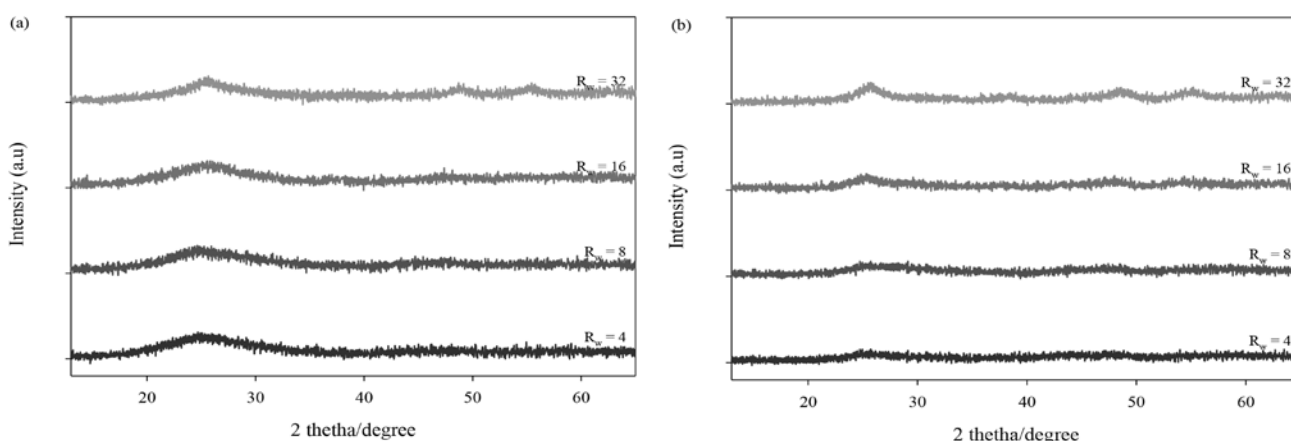 (a)
Intensity (a.u)
R_w = 32
R_w = 16
R_w = 8
R_w = 4
20 30 40 50 60
2 thetha/degree
(b)
Intensity (a.u)
R_w = 32
R_w = 16
R_w = 8
R_w = 4
20 30 40 50 60
2 thetha/degree